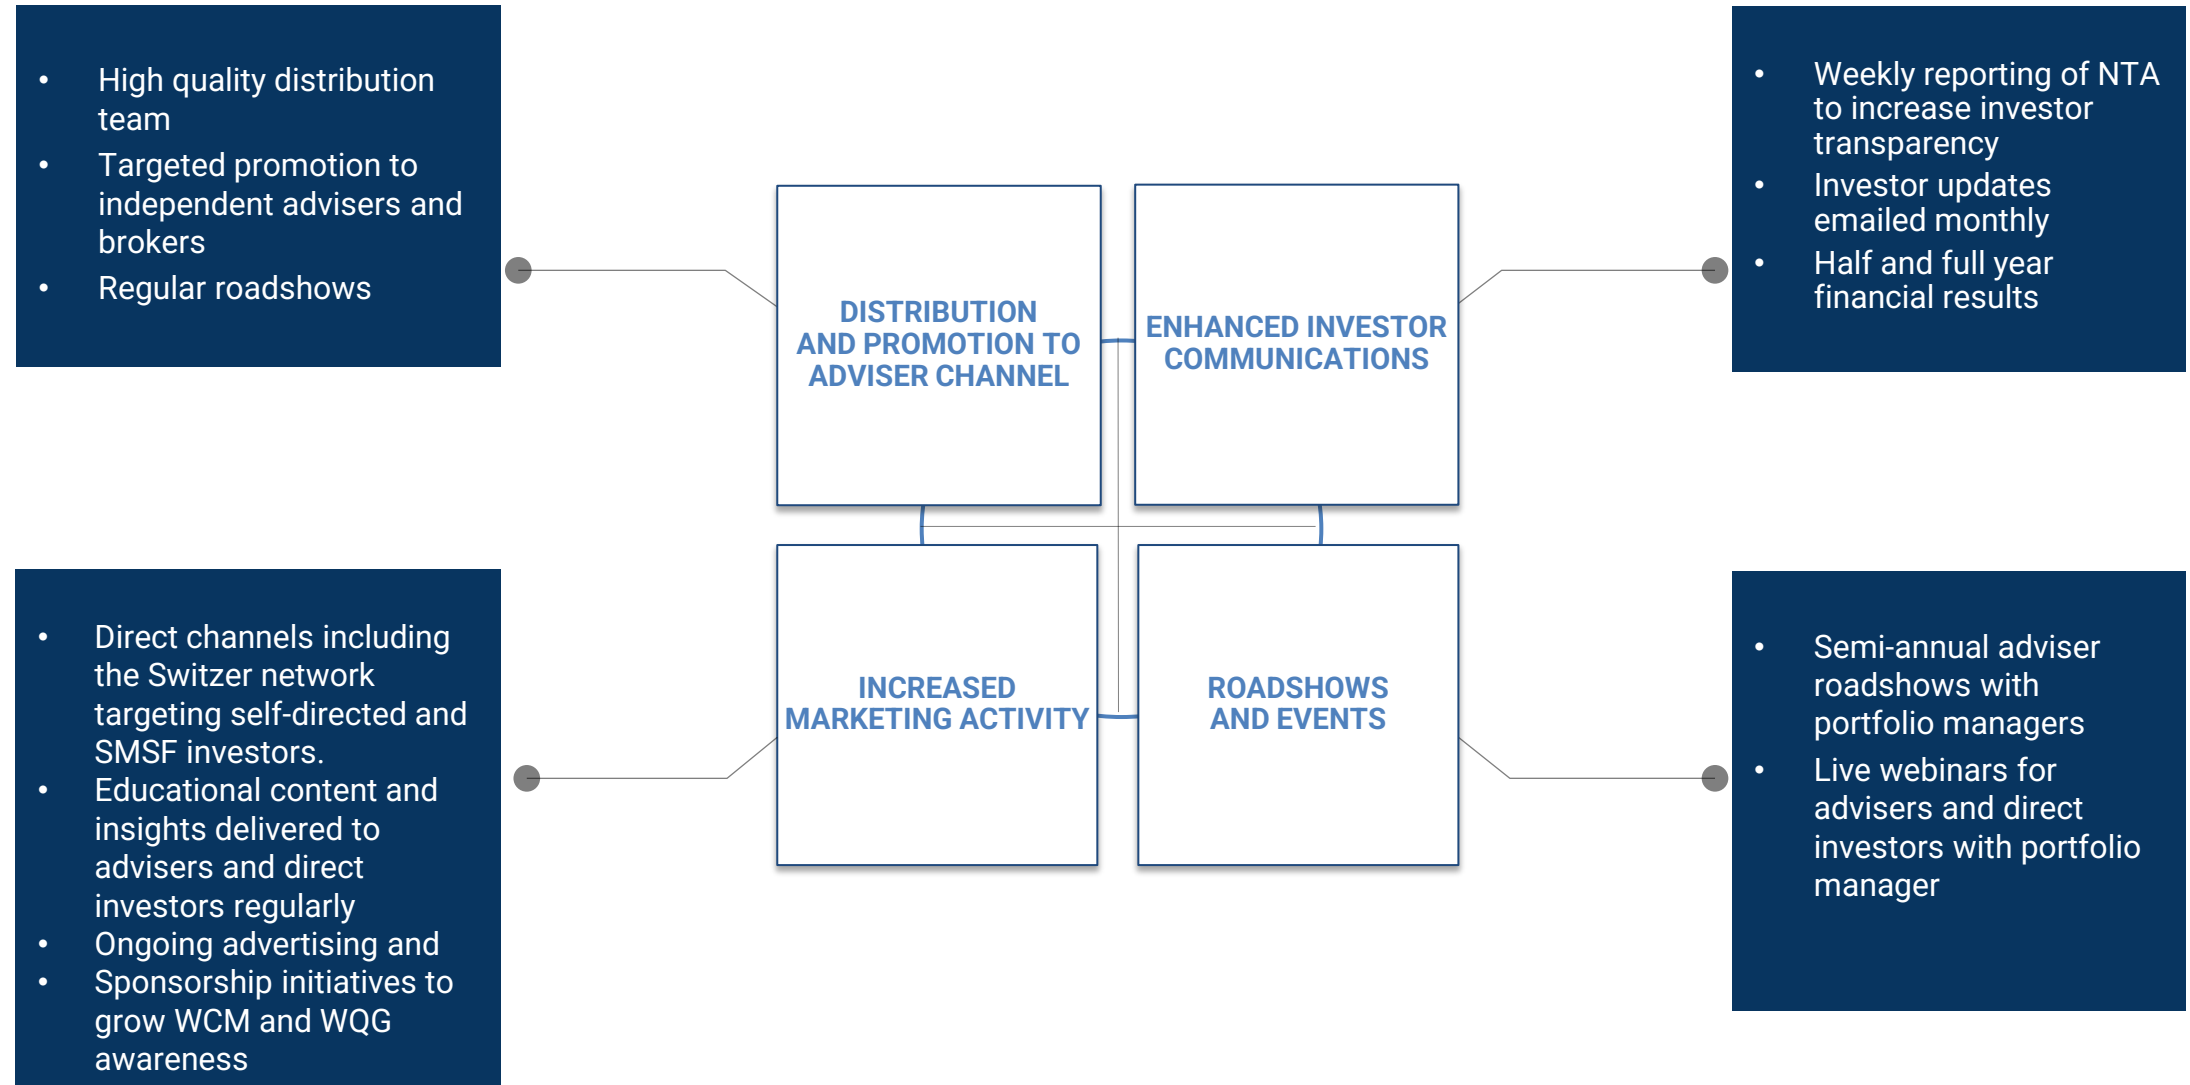 • High quality distribution
team
• Targeted promotion to
independent advisers and
brokers
• Regular roadshows
DISTRIBUTION
AND PROMOTION TO
ADVISER CHANNEL
ENHANCED INVESTOR
COMMUNICATIONS
• Weekly reporting of NTA
to increase investor
transparency
• Investor updates
emailed monthly
• Half and full year
financial results
• Direct channels including
the Switzer network
targeting self-directed and
SMSF investors.
• Educational content and
insights delivered to
advisers and direct
investors regularly
• Ongoing advertising and
• Sponsorship initiatives to
grow WCM and WQG
awareness
INCREASED
MARKETING ACTIVITY
ROADSHOWS
AND EVENTS
• Semi-annual adviser
roadshows with
portfolio managers
• Live webinars for
advisers and direct
investors with portfolio
manager